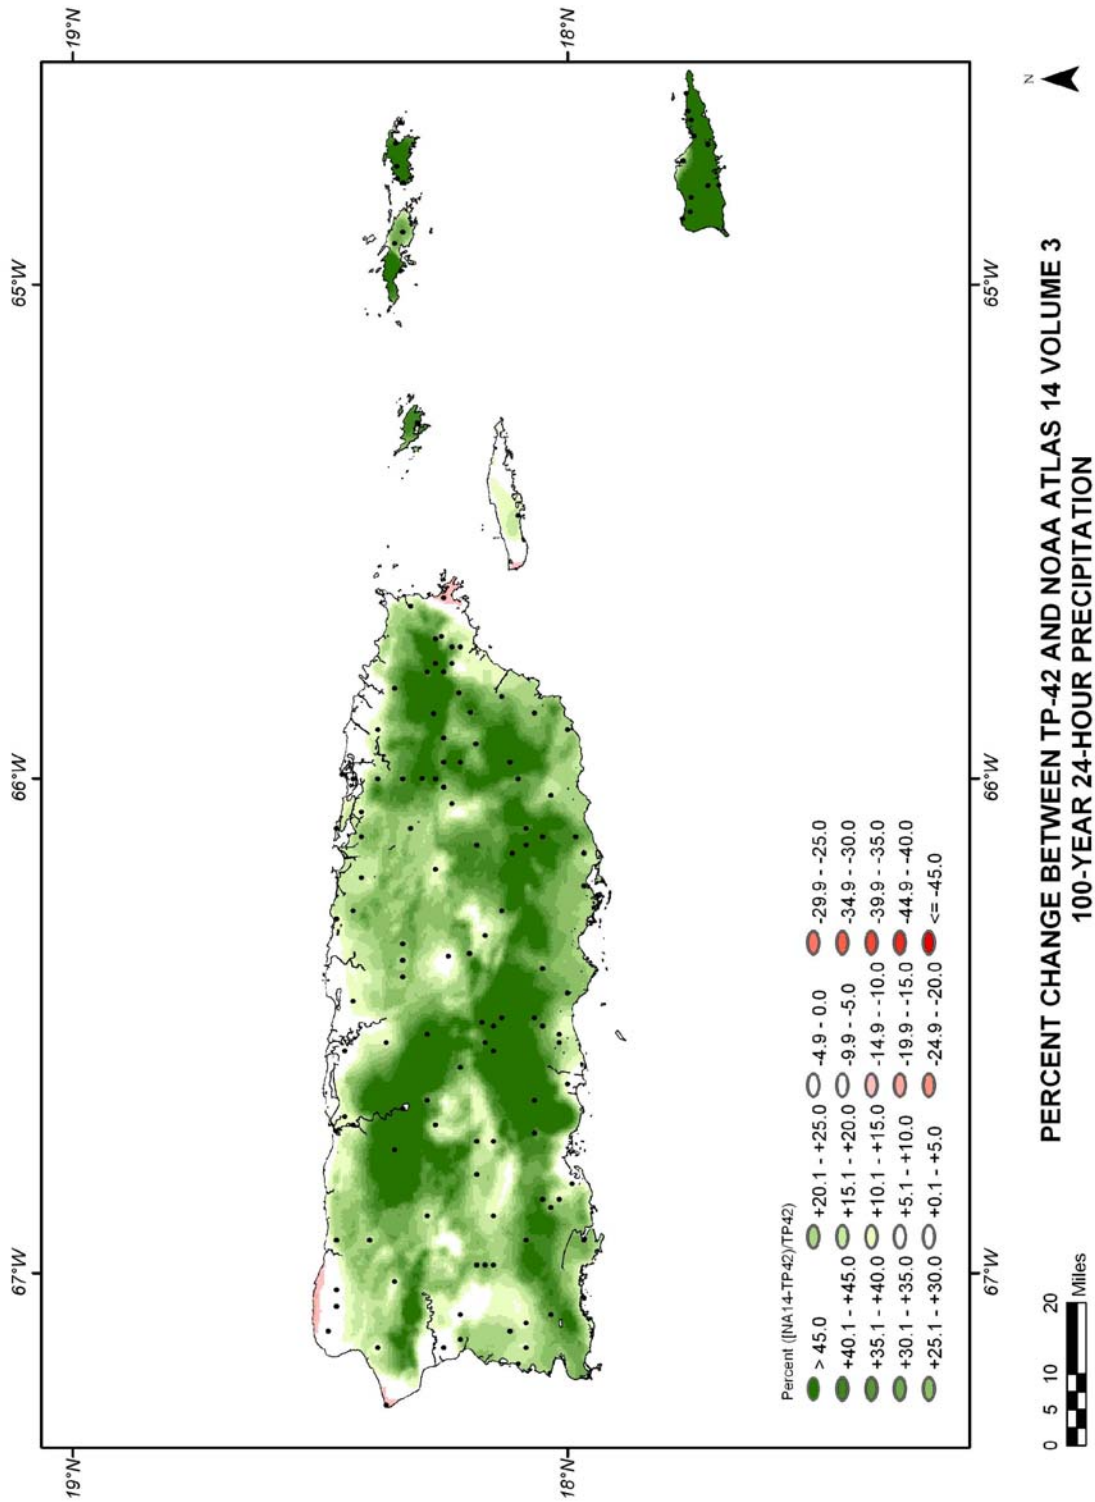 19°N
18°N
65°W
66°W
67°W
65°W
66°W
67°W
19°N
18°N
Percent ([NA14-TP42)/TP42)
> 45.0
+40.1 - +45.0
+35.1 - +40.0
+30.1 - +35.0
+25.1 - +30.0
+20.1 - +25.0
+15.1 - +20.0
+10.1 - +15.0
+5.1 - +10.0
+0.1 - +5.0
-4.9 - 0.0
-9.9 - -5.0
-14.9 - -10.0
-19.9 - -15.0
-24.9 - -20.0
-29.9 - -25.0
-34.9 - -30.0
-39.9 - -35.0
-44.9 - -40.0
<= -45.0
0 5 10 20
Miles
N
PERCENT CHANGE BETWEEN TP-42 AND NOAA ATLAS 14 VOLUME 3
100-YEAR 24-HOUR PRECIPITATION